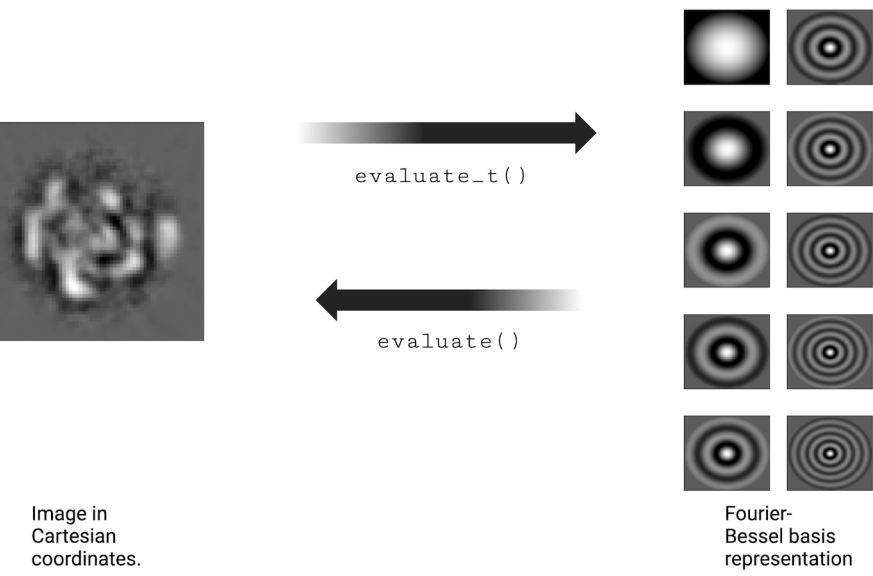 evaluate_t()
evaluate()
Image in
Cartesian
coordinates.
Fourier-
Bessel basis
representation